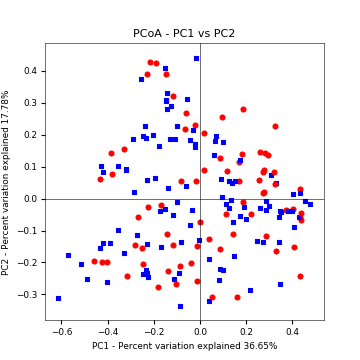 PCoA - PC1 vs PC2
PC2 - Percent variation explained 17.78%
0.4
0.3
0.2
0.1
0.0
−0.1
−0.2
−0.3
−0.6 −0.4 −0.2 0.0 0.2 0.4
PC1 - Percent variation explained 36.65%